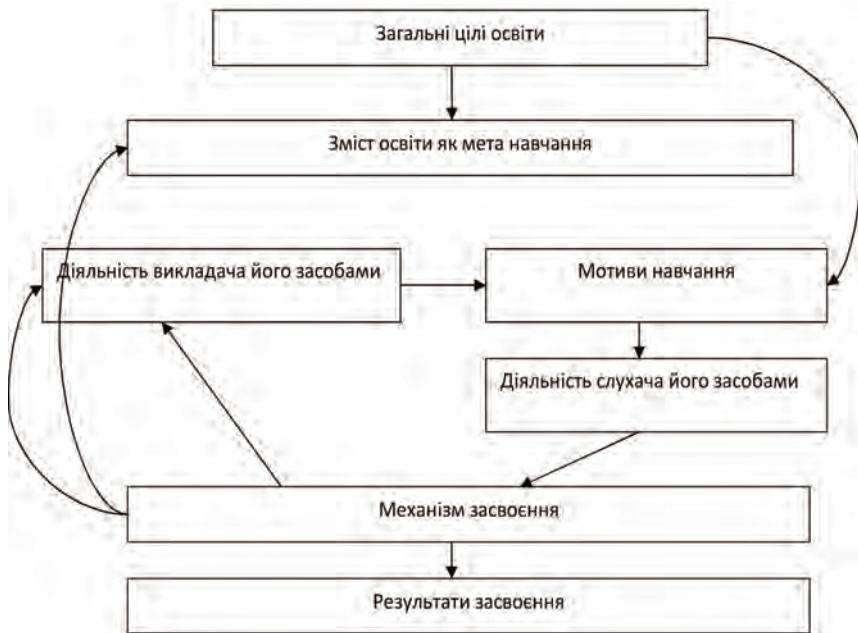 Загальні цілі освіти
Зміст освіти як мета навчання
Діяльність викладача його засобами
Мотиви навчання
Діяльність слухача його засобами
Механізм засвоєння
Результати засвоєння